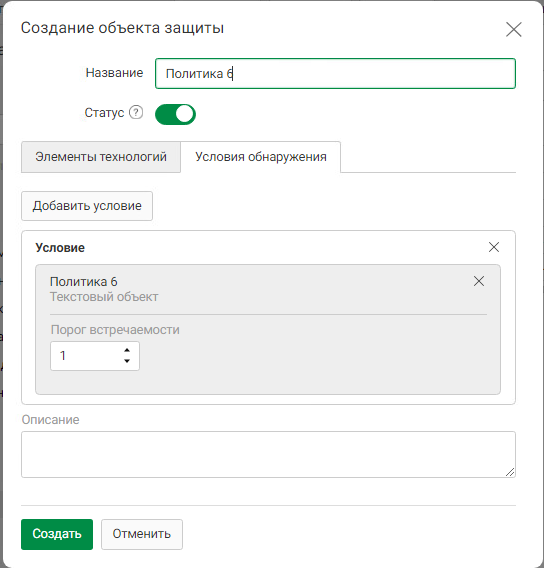 Создание объекта защиты
Название
Политика 6
Статус ?
Элементы технологий Условия обнаружения
Добавить условие
Условие
Политика 6
Текстовый объект
Порог встречаемости
1
Описание
Создать Отменить